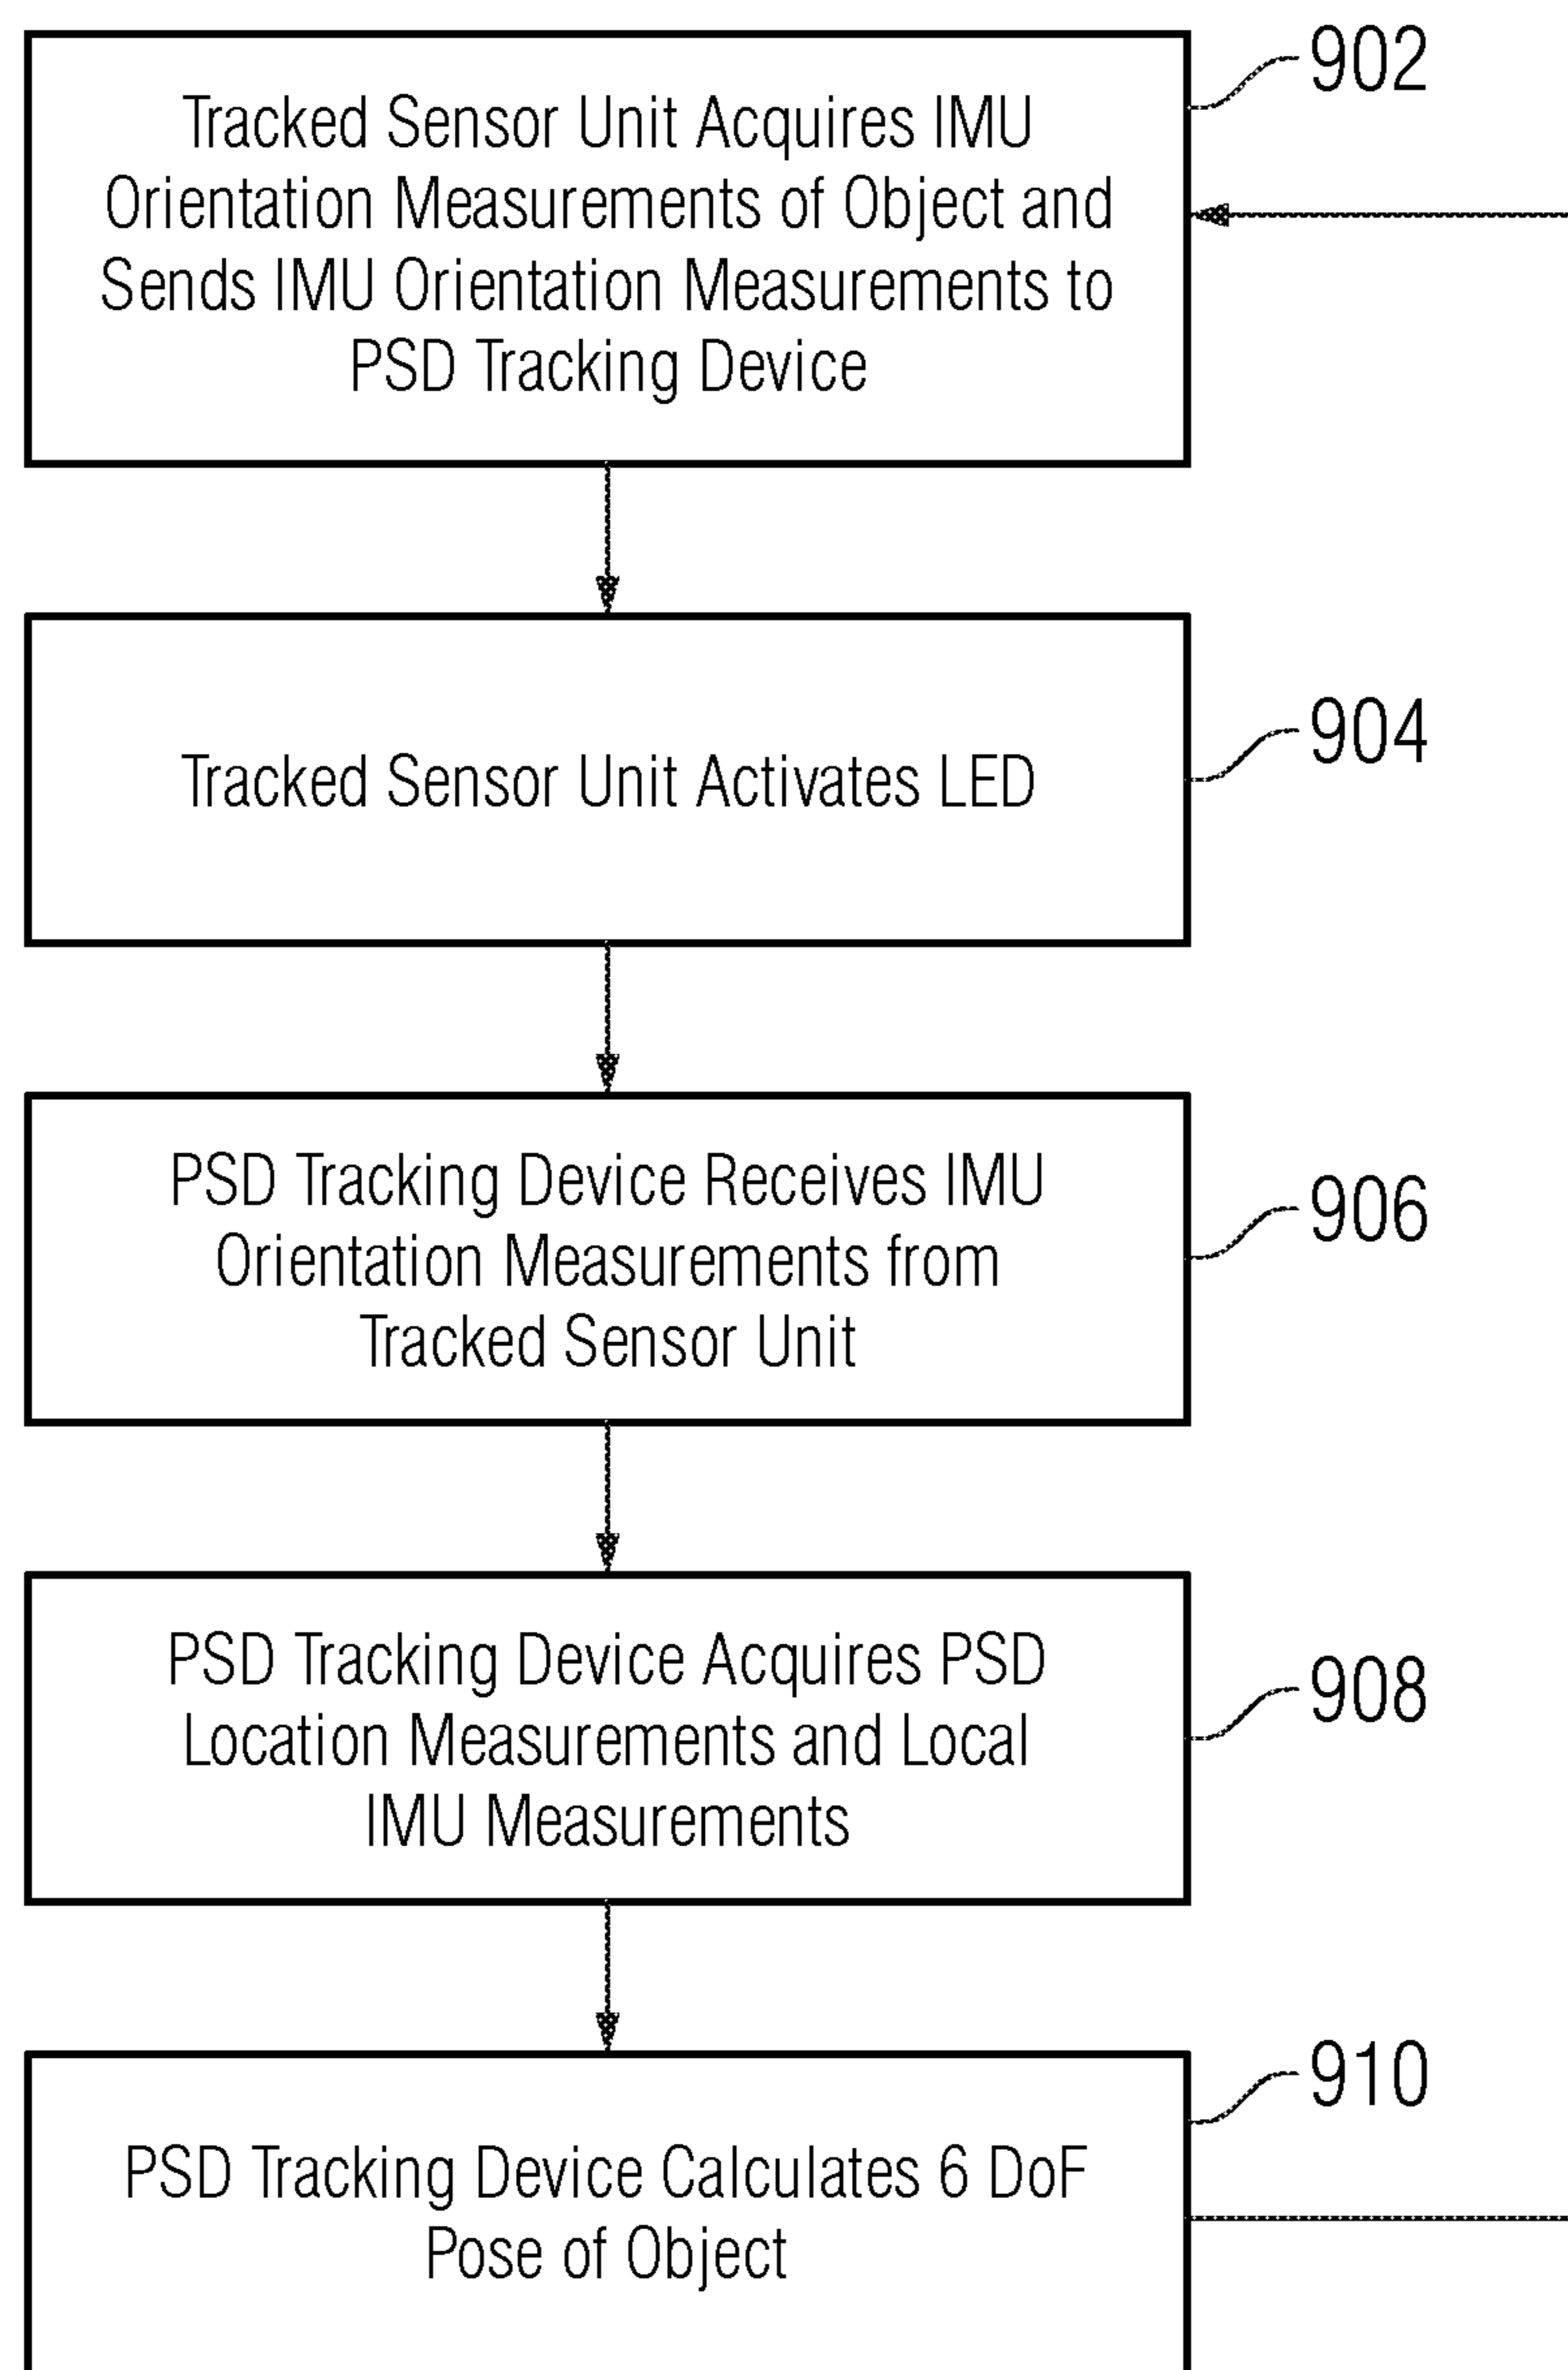 902
Tracked Sensor Unit Acquires IMU
Orientation Measurements of Object and
Sends IMU Orientation Measurements to
PSD Tracking Device
904
Tracked Sensor Unit Activates LED
906
PSD Tracking Device Receives IMU
Orientation Measurements from
Tracked Sensor Unit
908
PSD Tracking Device Acquires PSD
Location Measurements and Local
IMU Measurements
910
PSD Tracking Device Calculates 6 DoF
Pose of Object